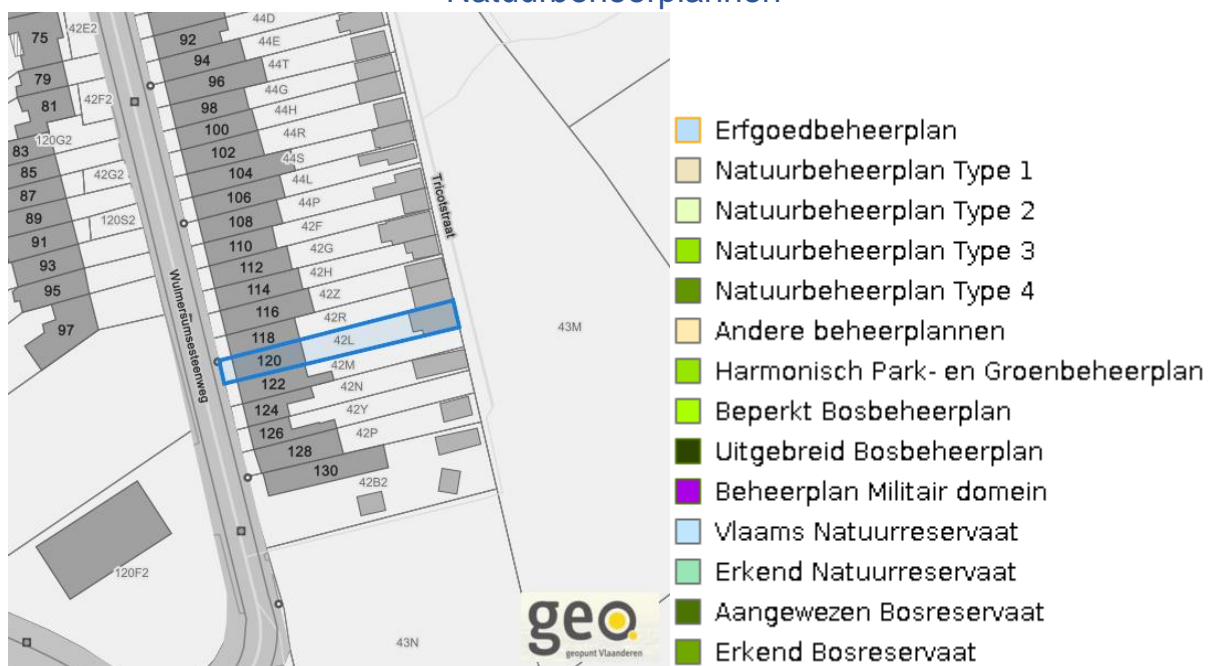 Natuurbeheerplannen
75
42E2
44D
92
44E
94
44T
79
96
44G
81
42F2
98
44H
100
44R
83
120G2
102
44S
85
42G2
104
44L
87
106
44P
Tricotstraat
89
120S2
108
42F
91
110
42G
93
112
42H
95
114
42Z
Wulmersumsesteenweg
116
42R
97
118
42L
43M
120
42M
122
42N
124
42Y
126
42P
128
130
42B2
120F2
43N
geo
geopunt Vlaanderen
Erfgoedbeheerplan
Natuurbeheerplan Type 1
Natuurbeheerplan Type 2
Natuurbeheerplan Type 3
Natuurbeheerplan Type 4
Andere beheerplannen
Harmonisch Park- en Groenbeheerplan
Beperkt Bosbeheerplan
Uitgebreid Bosbeheerplan
Beheerplan Militair domein
Vlaams Natuurreservaat
Erkend Natuurreservaat
Aangewezen Bosreservaat
Erkend Bosreservaat